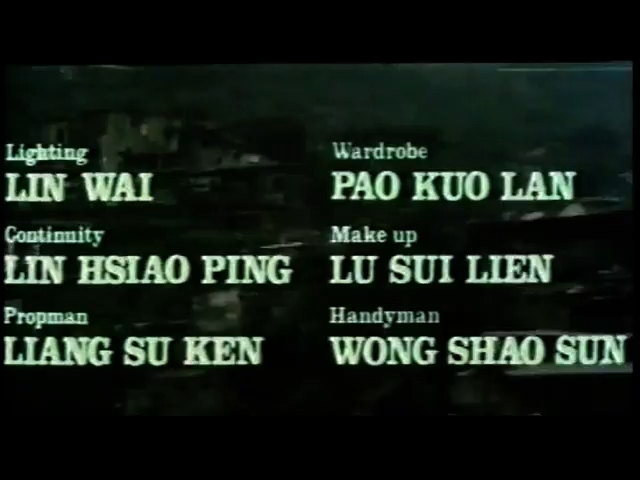 Lighting
LIN WAI
Continuity
LIN HSIAO PING
Propman
LIANG SU KEN
Wardrobe
PAO KUO LAN
Make up
LU SUI LIEN
Handyman
WONG SHAO SUN